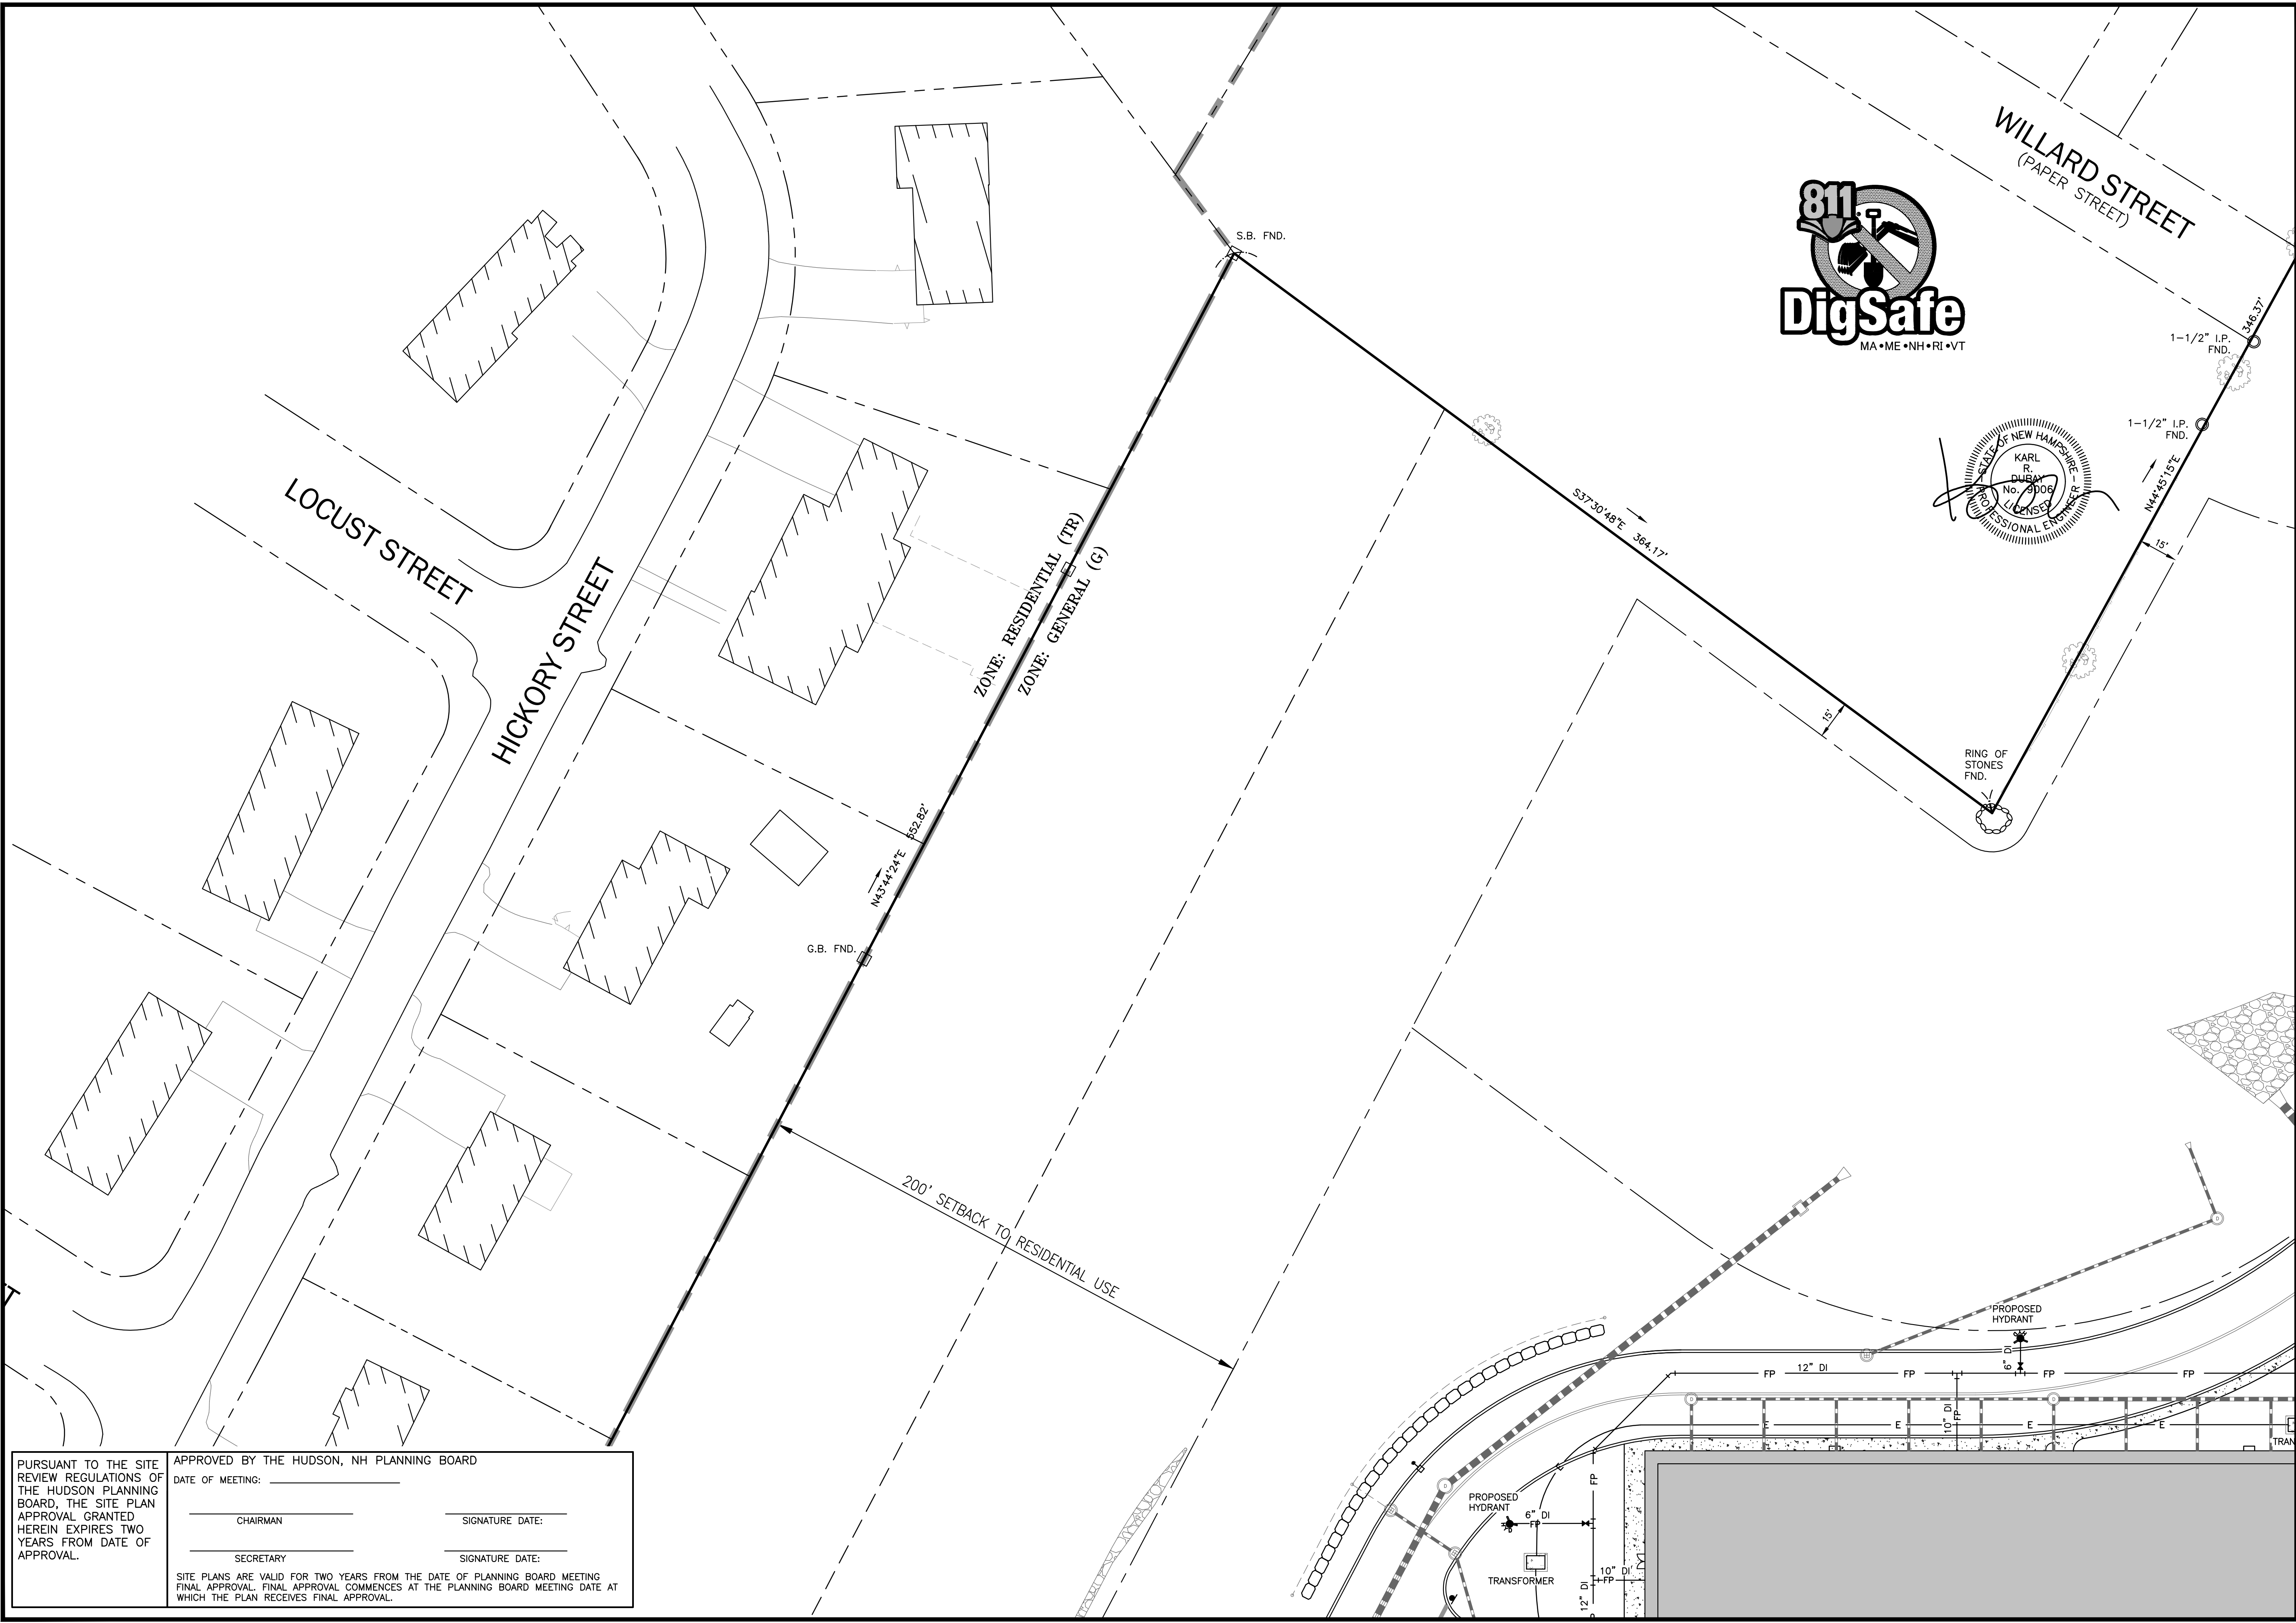 WILLARD STREET
(PAPER STREET)
811
DigSafe
MA•ME•NH•RI•VT
S.B. FND.
346.37'
1-1/2" I.P.
FND.
1-1/2" I.P.
FND.
STATE OF NEW HAMPSHIRE
KARL
R.
DUBAY
No. 9006
LICENSED
PROFESSIONAL ENGINEER
N44°45'15"E
15'
S37°30'48"E
364.17'
15'
RING OF
STONES
FND.
LOCUST STREET
HICKORY STREET
ZONE: RESIDENTIAL (TR)
ZONE: GENERAL (G)
N43°44'24"E
552.82'
G.B. FND.
200' SETBACK TO RESIDENTIAL USE
T
PROPOSED
HYDRANT
6" DI
FP
12" DI
FP
FP
FP
FP
10" DI
FP
E
E
E
E
TRAN
PROPOSED
HYDRANT
6" DI
FP
FP
TRANSFORMER
10" DI
FP
12" DI
PURSUANT TO THE SITE
REVIEW REGULATIONS OF
THE HUDSON PLANNING
BOARD, THE SITE PLAN
APPROVAL GRANTED
HEREIN EXPIRES TWO
YEARS FROM DATE OF
APPROVAL.
APPROVED BY THE HUDSON, NH PLANNING BOARD
DATE OF MEETING:
CHAIRMAN
SIGNATURE DATE:
SECRETARY
SIGNATURE DATE:
SITE PLANS ARE VALID FOR TWO YEARS FROM THE DATE OF PLANNING BOARD MEETING
FINAL APPROVAL. FINAL APPROVAL COMMENCES AT THE PLANNING BOARD MEETING DATE AT
WHICH THE PLAN RECEIVES FINAL APPROVAL.